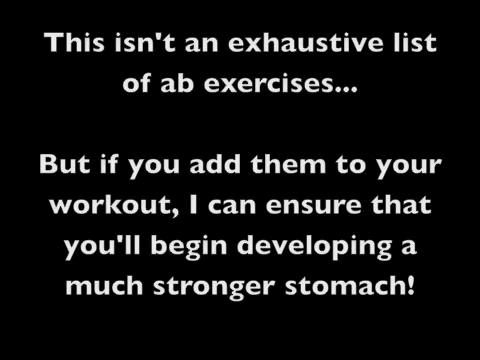 This isn't an exhaustive list
of ab exercises...
But if you add them to your
workout, I can ensure that
you'll begin developing a
much stronger stomach!